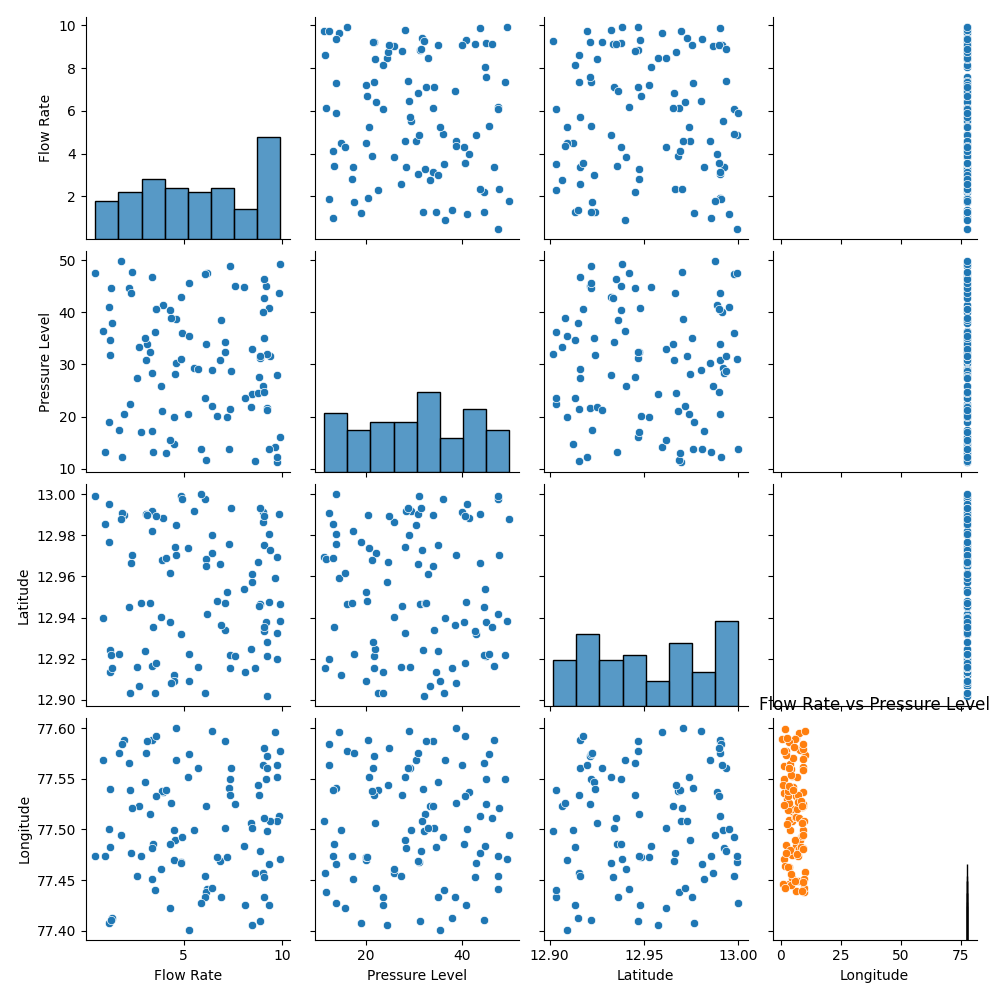 10
8
6
4
2
Flow Rate
50
40
30
20
10
Pressure Level
13.00
12.98
12.96
12.94
12.92
12.90
Latitude
Flow Rate vs Pressure Level
77.60
77.55
77.50
77.45
77.40
Longitude
5 10
20 40
12.90 12.95 13.00
0 25 50 75
Flow Rate Pressure Level Latitude Longitude